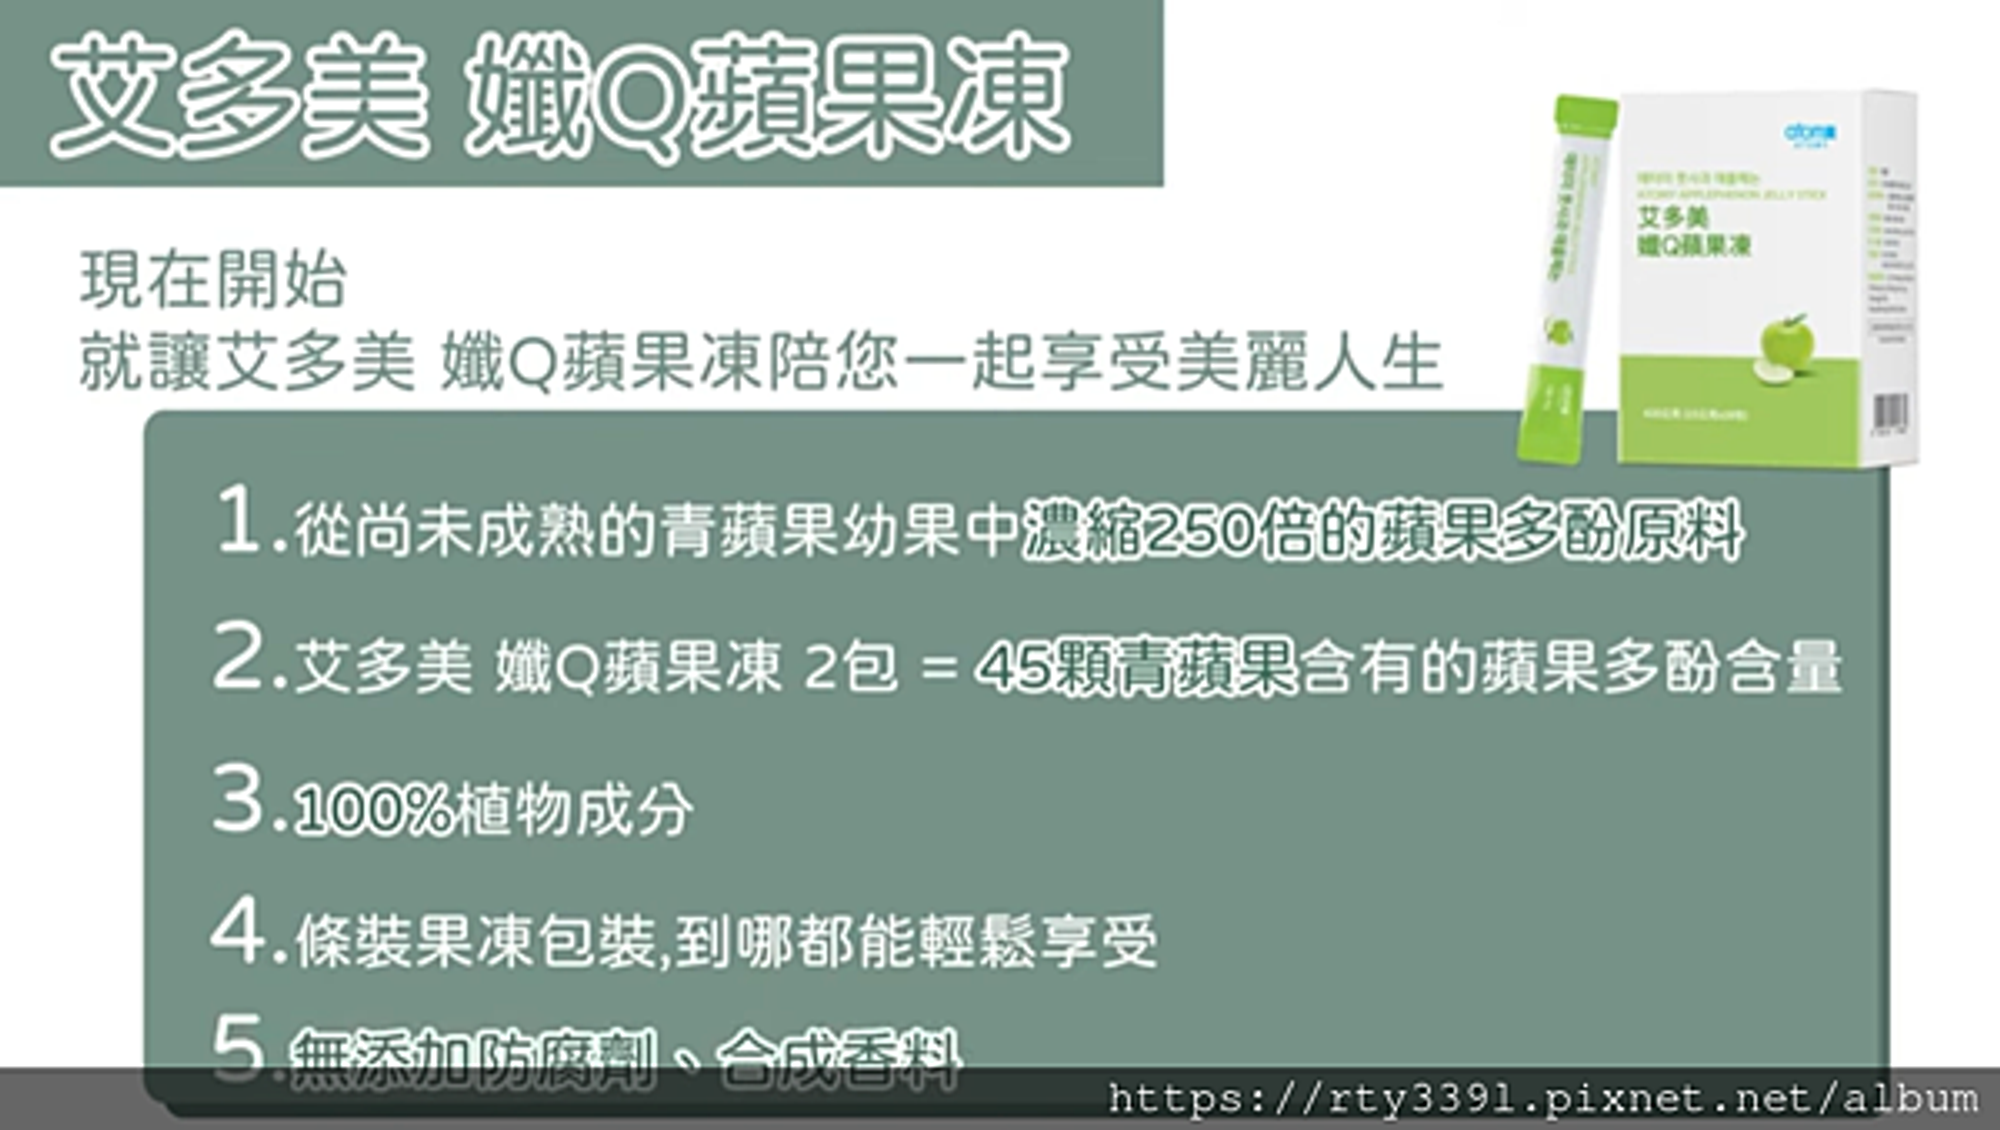 艾多美 孅Q蘋果凍
現在開始
就讓艾多美 孅Q蘋果凍陪您一起享受美麗人生
atom美
艾多美
孅Q蘋果凍
1.從尚未成熟的青蘋果幼果中濃縮250倍的蘋果多酚原料
2.艾多美 孅Q蘋果凍 2包 = 45顆青蘋果含有的蘋果多酚含量
3.100%植物成分
4.條裝果凍包裝,到哪都能輕鬆享受
5.無添加防腐劑、合成香料
https://rty3391.pixnet.net/album